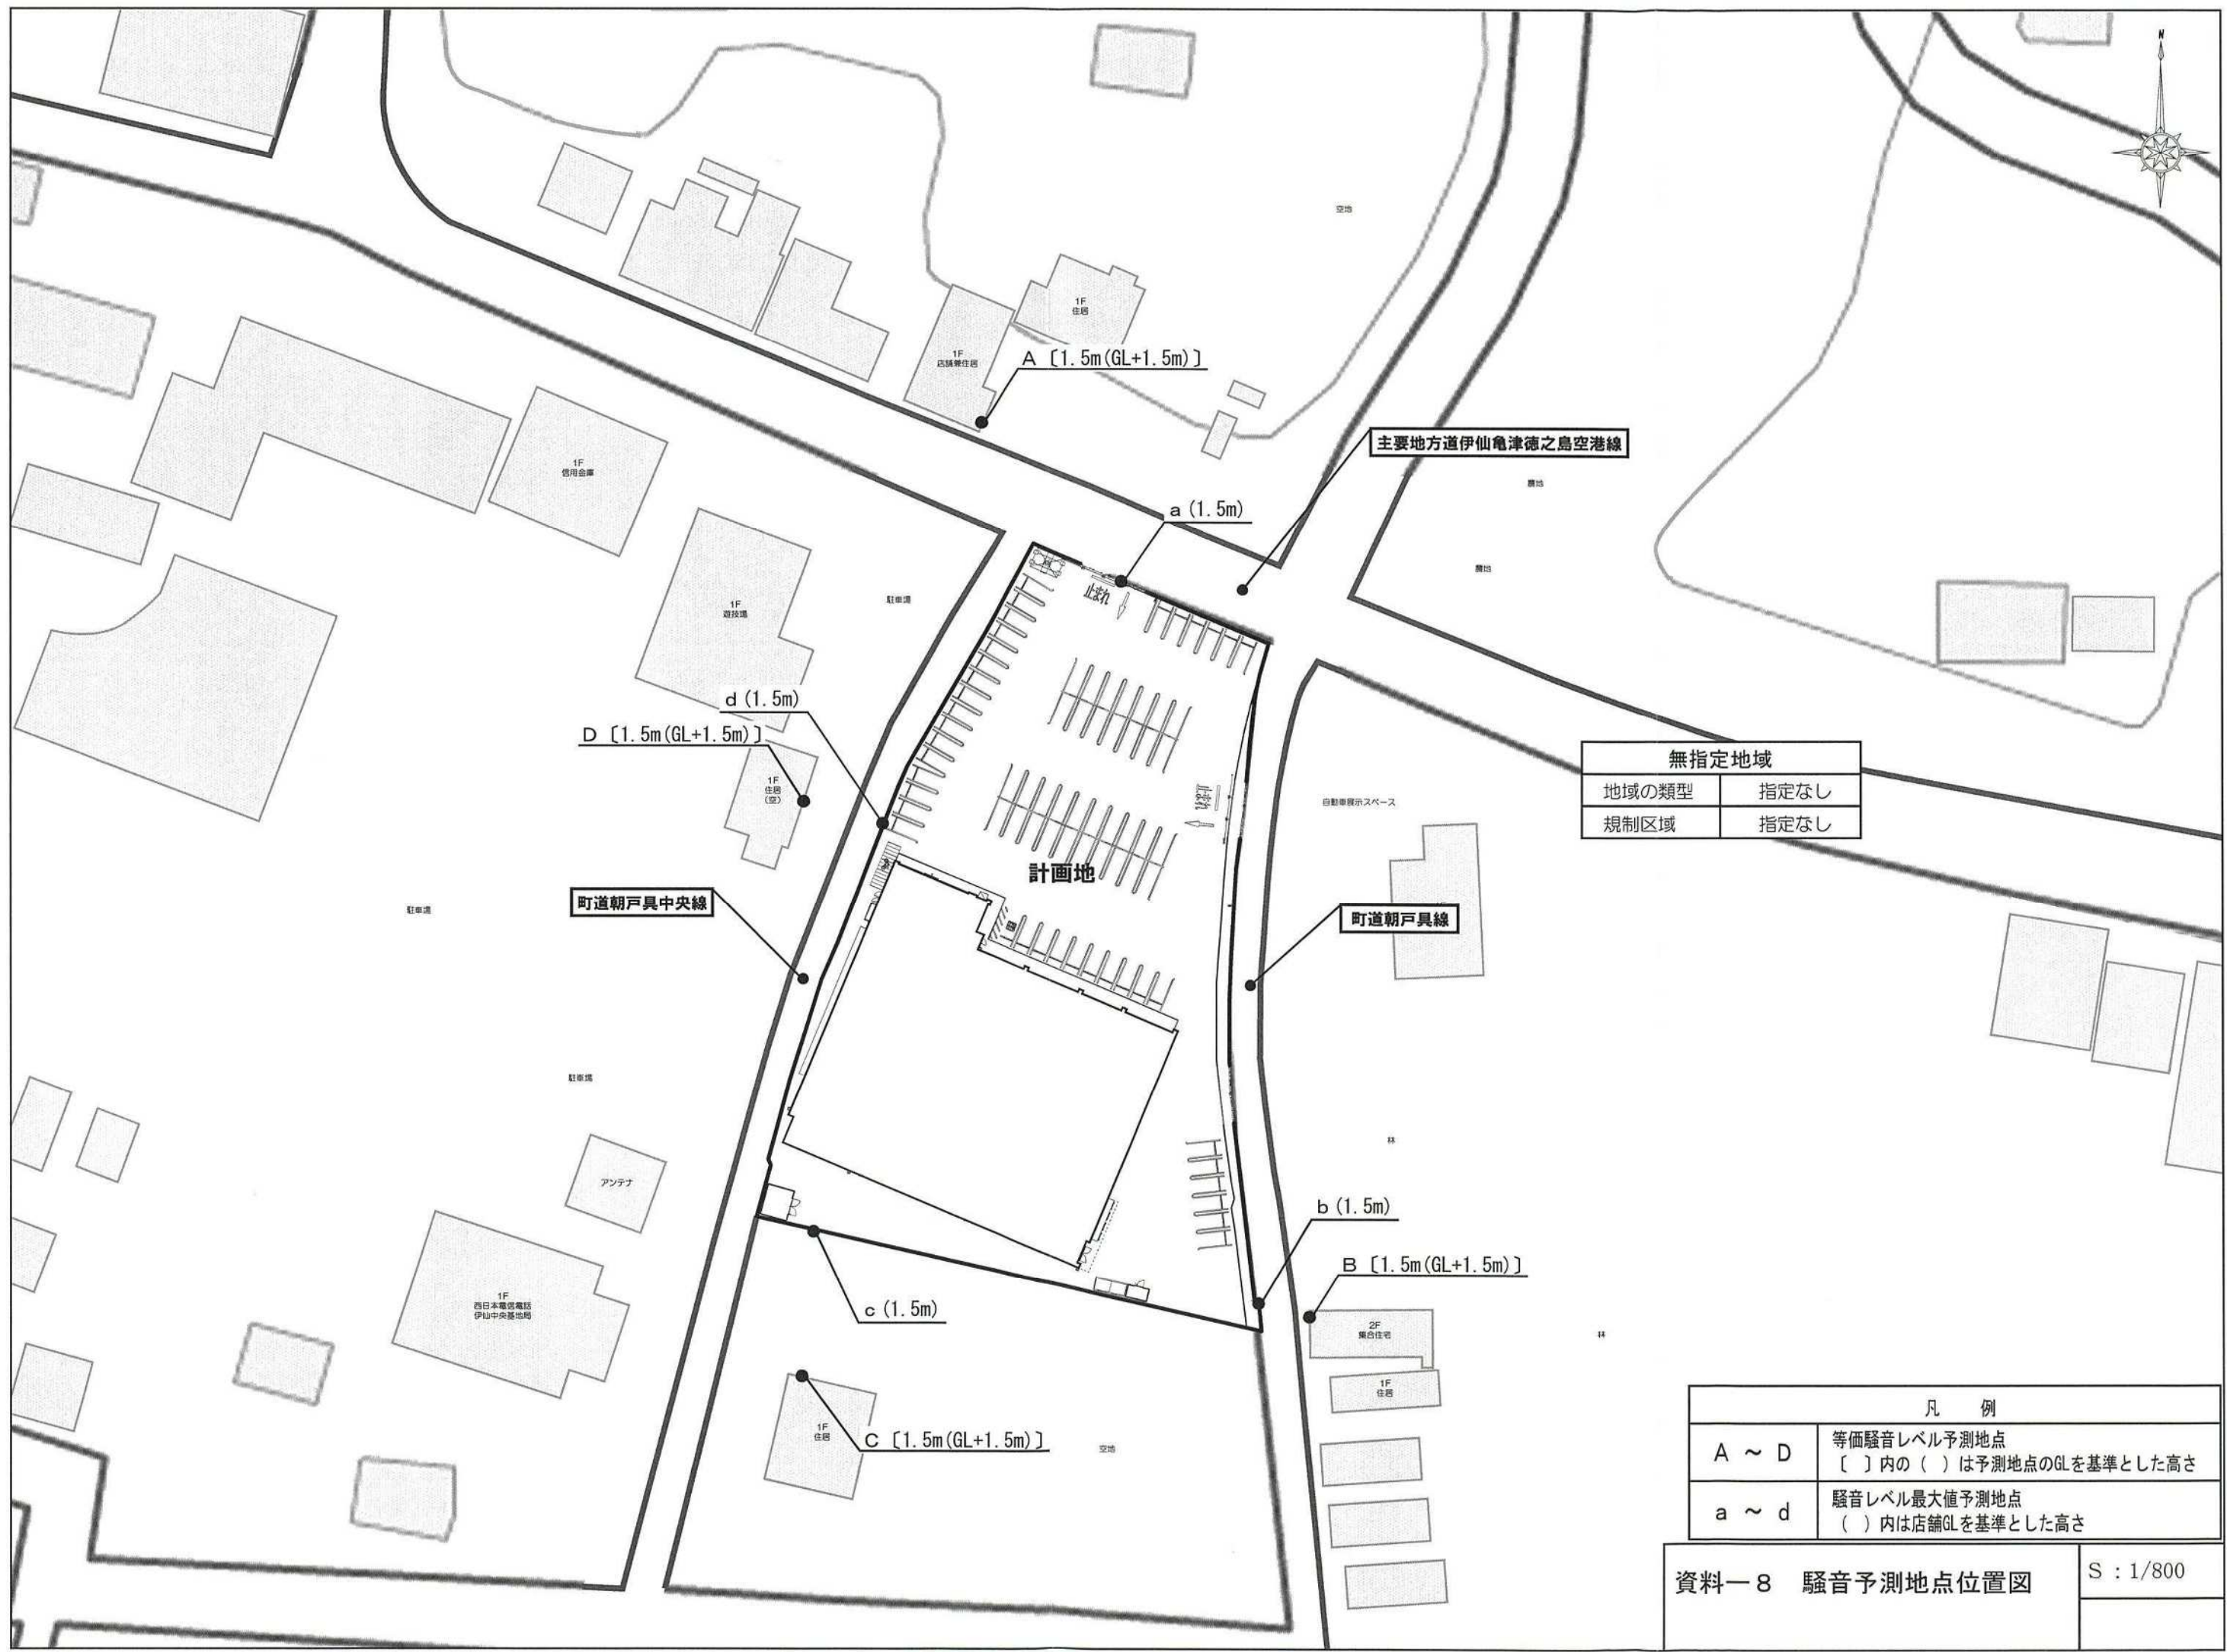 N
空地
1F
住居
1F
店舗兼住居
A〔1.5m(GL+1.5m)〕
主要地方道伊仙亀津徳之島空港線
1F
信用金庫
農地
a(1.5m)
農地
止まれ
1F
遊技場
駐車場
d(1.5m)
D〔1.5m(GL+1.5m)〕
1F
住居
(空)
止まれ
自動車展示スペース
無指定地域
地域の類型 指定なし
規制区域 指定なし
計画地
町道朝戸具中央線
駐車場
町道朝戸具線
駐車場
林
アンテナ
b(1.5m)
B〔1.5m(GL+1.5m)〕
1F
西日本電信電話
伊仙中央基地局
c(1.5m)
2F
集合住宅
林
1F
住居
1F
住居
C〔1.5m(GL+1.5m)〕
空地
凡 例
A ~ D 等価騒音レベル予測地点
〔 〕内の( )は予測地点のGLを基準とした高さ
a ~ d 騒音レベル最大値予測地点
( )内は店舗GLを基準とした高さ
資料-8 騒音予測地点位置図
S:1/800